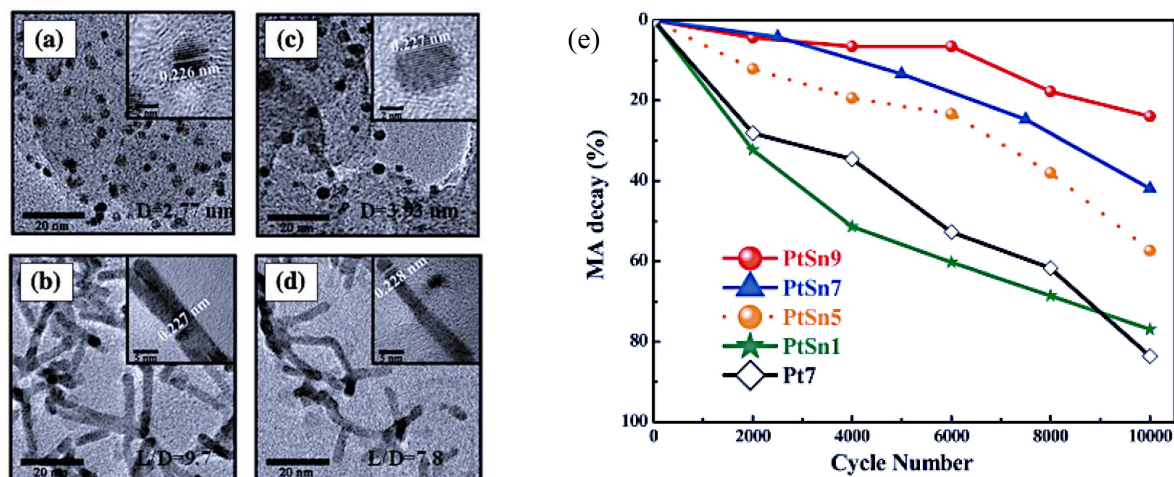 (a)
0.226 nm
2 nm
20 nm
D=2.77 nm
(c)
0.227 nm
2 nm
20 nm
D=3.93 nm
(b)
0.227 nm
5 nm
20 nm
L/D=9.7
(d)
0.228 nm
5 nm
20 nm
L/D=7.8
(e)
MA decay (%)
0
20
40
60
80
100
PtSn9
PtSn7
PtSn5
PtSn1
Pt7
0
2000
4000
6000
8000
10000
Cycle Number